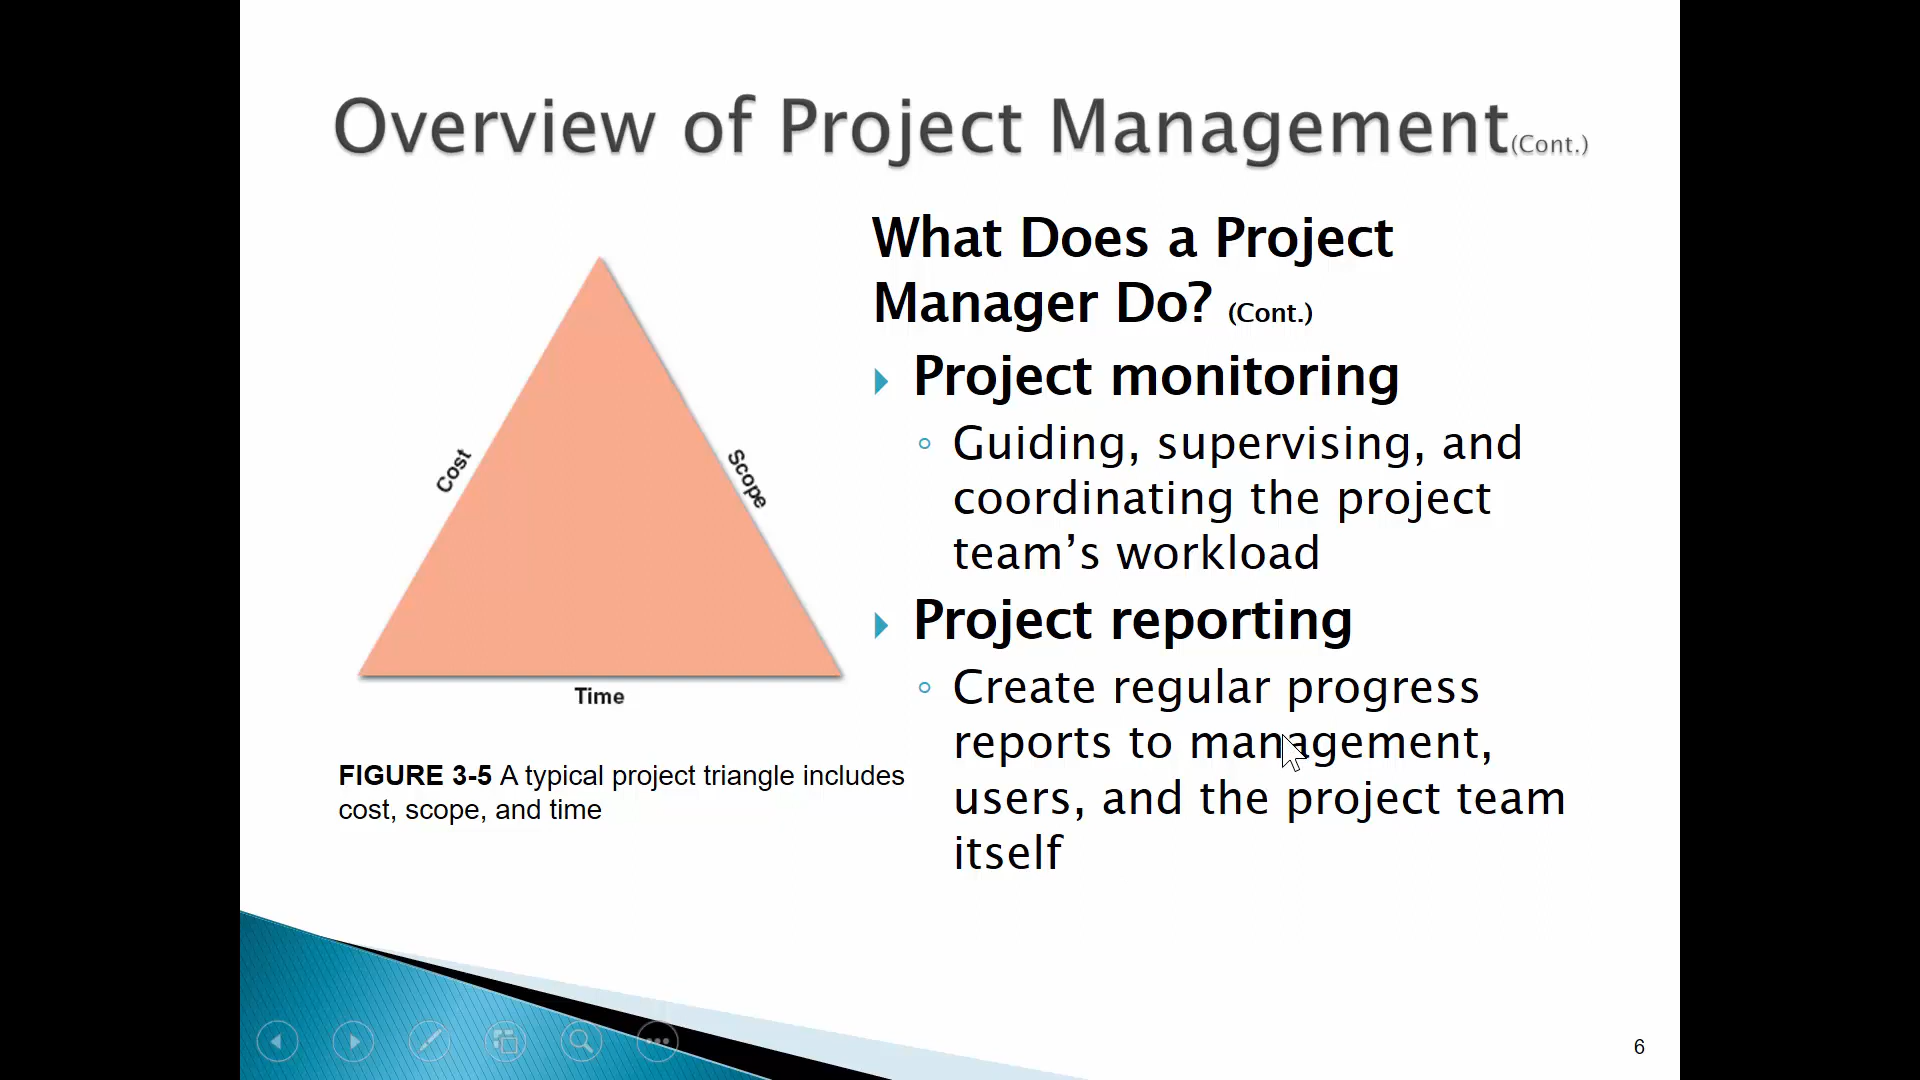 Overview of Project Management(Cont.)
Cost
Scope
Time
FIGURE 3-5 A typical project triangle includes
cost, scope, and time
What Does a Project
Manager Do? (Cont.)
Project monitoring
Guiding, supervising, and
coordinating the project
team’s workload
Project reporting
Create regular progress
reports to management,
users, and the project team
itself
6